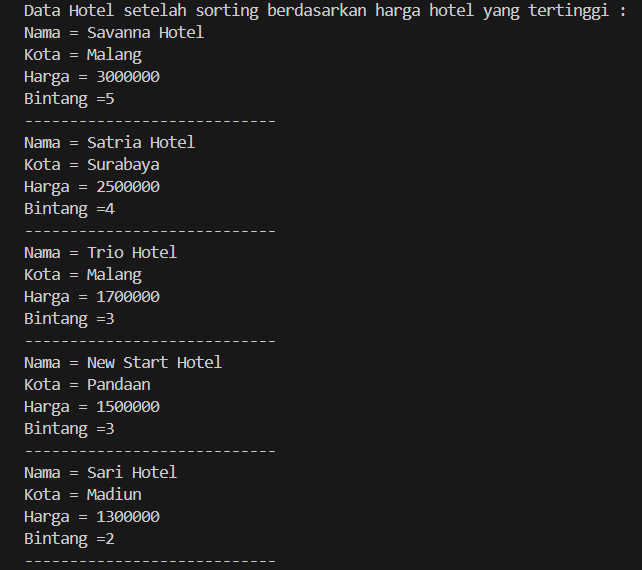 Data Hotel setelah sorting berdasarkan harga hotel yang tertinggi :
Nama = Savanna Hotel
Kota = Malang
Harga = 3000000
Bintang =5
----------------------------
Nama = Satria Hotel
Kota = Surabaya
Harga = 2500000
Bintang =4
----------------------------
Nama = Trio Hotel
Kota = Malang
Harga = 1700000
Bintang =3
----------------------------
Nama = New Start Hotel
Kota = Pandaan
Harga = 1500000
Bintang =3
----------------------------
Nama = Sari Hotel
Kota = Madiun
Harga = 1300000
Bintang =2
----------------------------